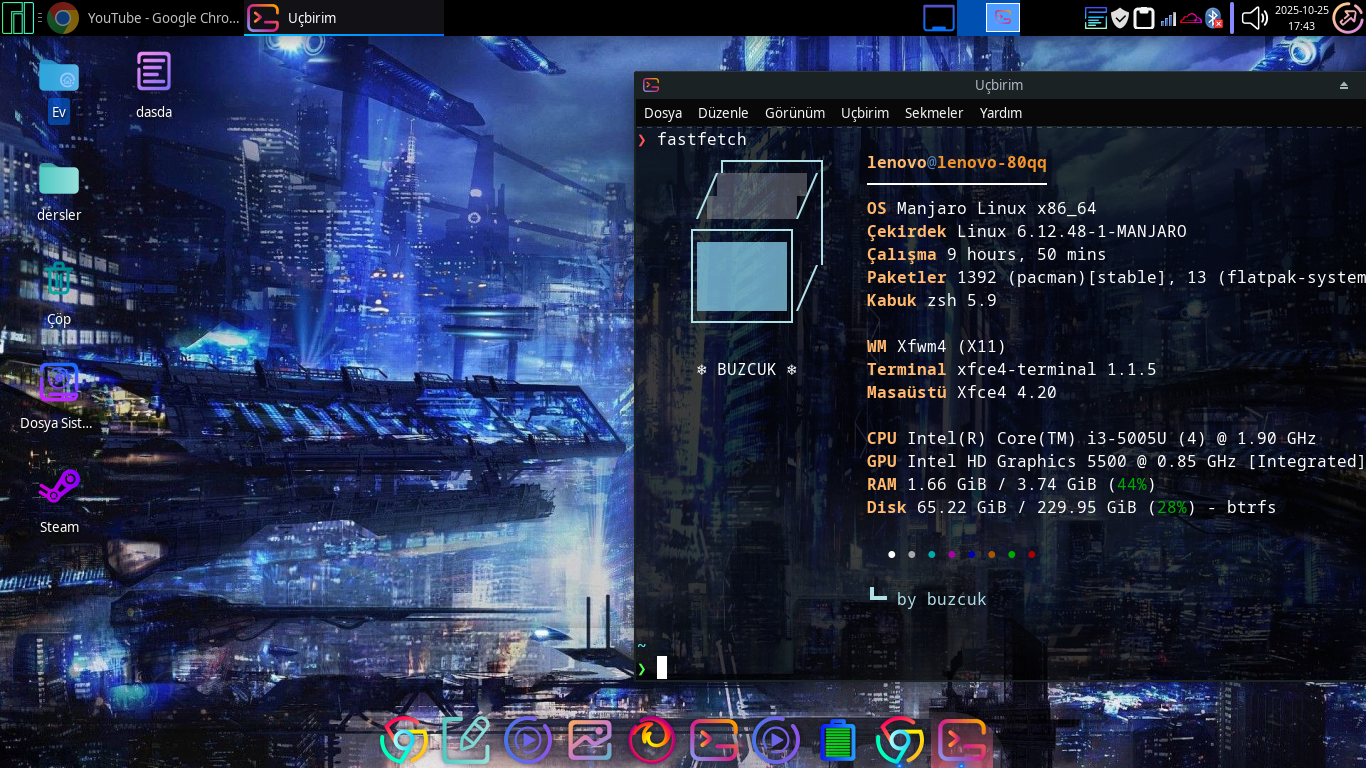 YouTube - Google Chro...
Uçbirim
2025-10-25
17:43
Ev
dasda
dersler
Çöp
Dosya Sist...
Steam
Uçbirim
Dosya Düzenle Görünüm Uçbirim Sekmeler Yardım
❯ fastfetch
lenovo@lenovo-80qq
OS Manjaro Linux x86_64
Çekirdek Linux 6.12.48-1-MANJARO
Çalışma 9 hours, 50 mins
Paketler 1392 (pacman)[stable], 13 (flatpak-system
Kabuk zsh 5.9
WM Xfwm4 (X11)
❄ BUZCUK ❄
Terminal xfce4-terminal 1.1.5
Masaüstü Xfce4 4.20
CPU Intel(R) Core(TM) i3-5005U (4) @ 1.90 GHz
GPU Intel HD Graphics 5500 @ 0.85 GHz [Integrated]
RAM 1.66 GiB / 3.74 GiB (44%)
Disk 65.22 GiB / 229.95 GiB (28%) - btrfs
by buzcuk
~
❯